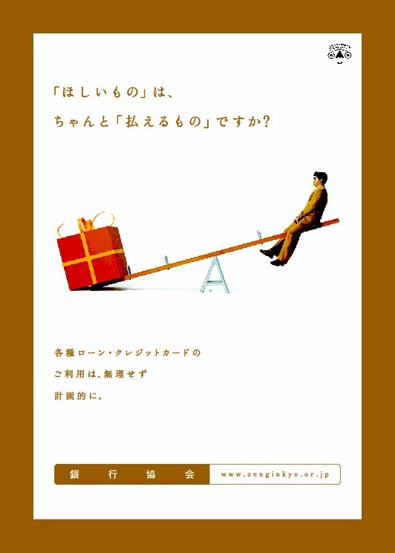 「ほしいもの」は、
ちゃんと「払えるもの」ですか？
各種ローン・クレジットカードの
ご利用は、無理せず
計画的に。
銀行協会
www.zenginkyo.or.jp